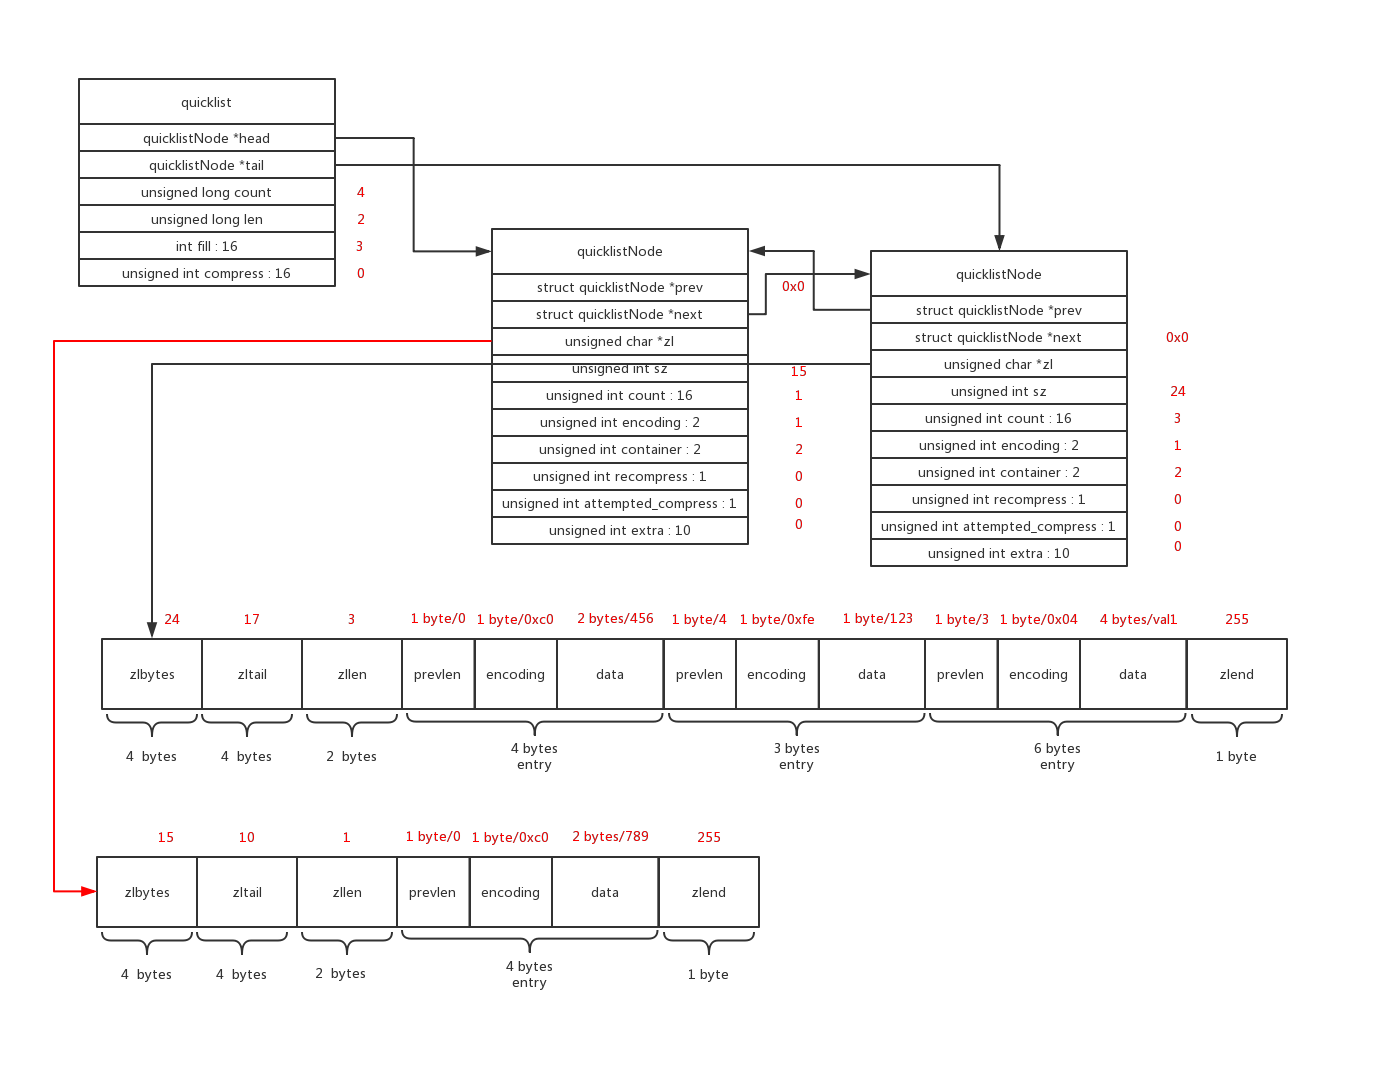 quicklist
quicklistNode *head
quicklistNode *tail
unsigned long count 4
unsigned long len 2
int fill : 16 3
unsigned int compress : 16 0
quicklistNode
struct quicklistNode *prev 0x0
struct quicklistNode *next
unsigned char *zl
unsigned int sz 15
unsigned int count : 16 1
unsigned int encoding : 2 1
unsigned int container : 2 2
unsigned int recompress : 1 0
unsigned int attempted_compress : 1 0
unsigned int extra : 10 0
quicklistNode
struct quicklistNode *prev
struct quicklistNode *next 0x0
unsigned char *zl
unsigned int sz 24
unsigned int count : 16 3
unsigned int encoding : 2 1
unsigned int container : 2 2
unsigned int recompress : 1 0
unsigned int attempted_compress : 1 0
unsigned int extra : 10 0
24 17 3 1 byte/0 1 byte/0xc0 2 bytes/456 1 byte/4 1 byte/0xfe 1 byte/123 1 byte/3 1 byte/0x04 4 bytes/val1 255
zlbytes zltail zllen prevlen encoding data prevlen encoding data prevlen encoding data zlend
4 bytes 4 bytes 2 bytes 4 bytes 3 bytes 6 bytes 1 byte
entry entry entry
15 10 1 1 byte/0 1 byte/0xc0 2 bytes/789 255
zlbytes zltail zllen prevlen encoding data zlend
4 bytes 4 bytes 2 bytes 4 bytes 1 byte
entry